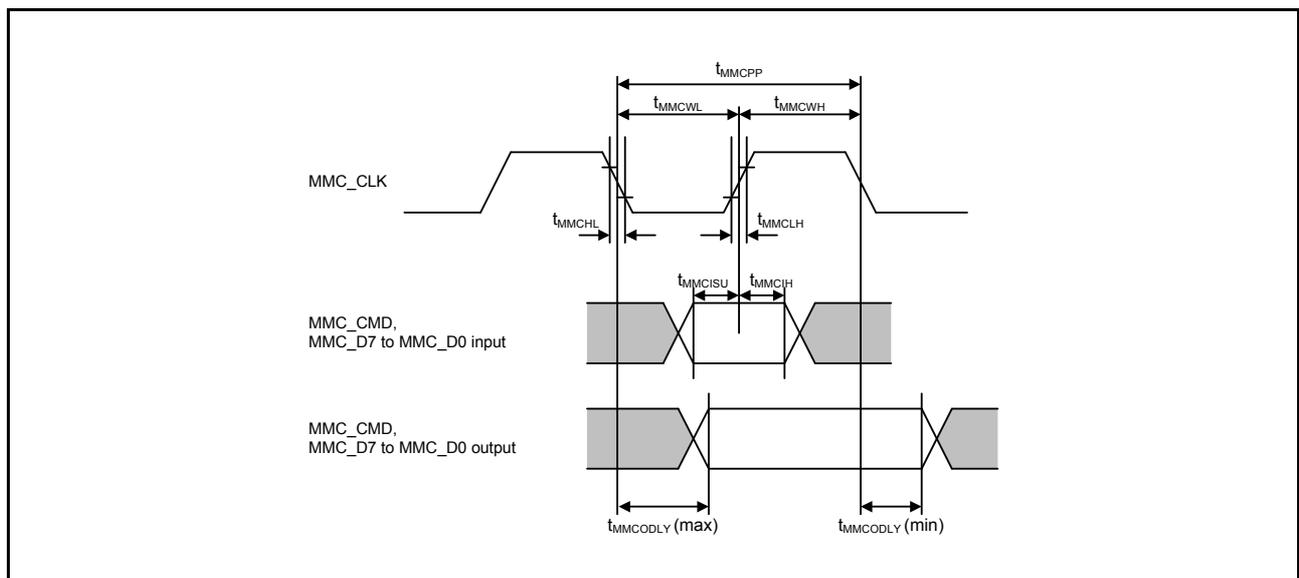 tMMCPP
tMMCWL
tMMCWH
MMC_CLK
tMMCHL
tMMCLH
tMMCISU
tMMCIH
MMC_CMD,
MMC_D7 to MMC_D0 input
MMC_CMD,
MMC_D7 to MMC_D0 output
tMMCODLY (max)
tMMCODLY (min)